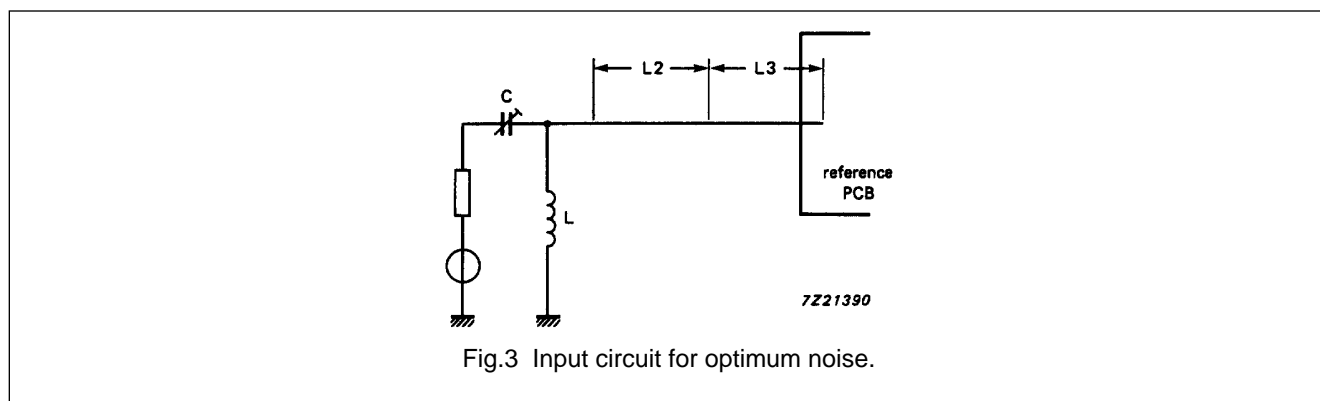 L2 L3
C
reference
PCB
L
7Z21390
Fig.3 Input circuit for optimum noise.